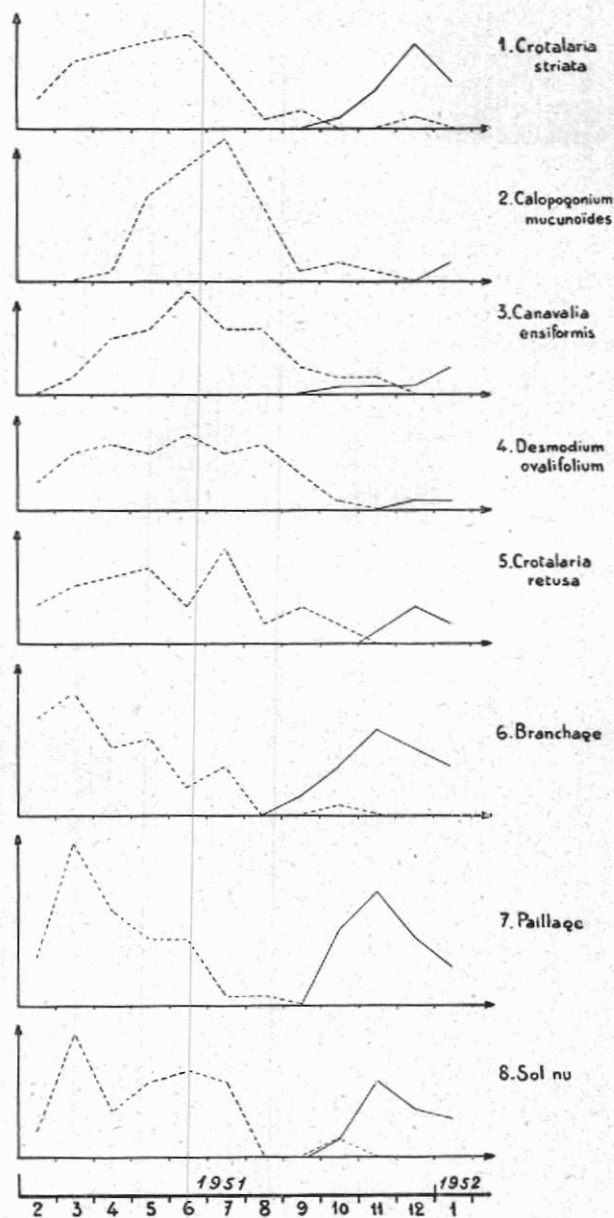 1. Crotalaria
striata
2. Calopogonium
mucunoïdes
3. Canavalia
ensiformis
4. Desmodium
ovalifolium
5. Crotalaria
retusa
6. Branchage
7. Paillage
8. Sol nu
1951 1952
2 3 4 5 6 7 8 9 10 11 12 1